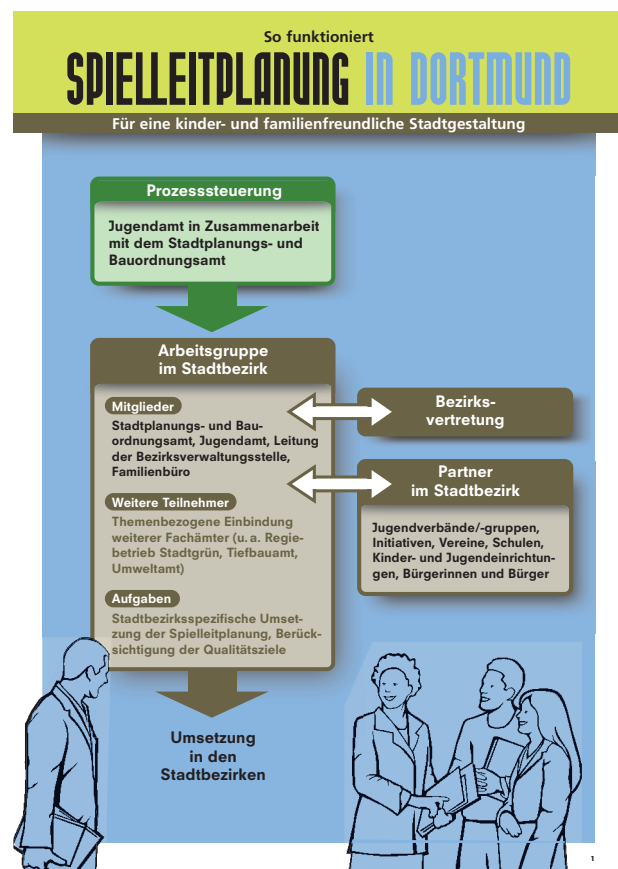 So funktioniert
SPIELLEITPLANUNG IN DORTMUND
Für eine kinder- und familienfreundliche Stadtgestaltung
Prozesssteuerung
Jugendamt in Zusammenarbeit
mit dem Stadtplanungs- und
Bauordnungsamt
Arbeitsgruppe
im Stadtbezirk
Mitglieder
Stadtplanungs- und Bau-
ordnungsamt, Jugendamt, Leitung
der Bezirksverwaltungsstelle,
Familienbüro
Weitere Teilnehmer
Themenbezogene Einbindung
weiterer Fachämter (u. a. Regie-
betrieb Stadtgrün, Tiefbauamt,
Umweltamt)
Aufgaben
Stadtbezirksspezifische Umset-
zung der Spielleitplanung, Berück-
sichtigung der Qualitätsziele
Bezirks-
vertretung
Partner
im Stadtbezirk
Jugendverbände/-gruppen,
Initiativen, Vereine, Schulen,
Kinder- und Jugendeinrichtun-
gen, Bürgerinnen und Bürger
Umsetzung
in den
Stadtbezirken
1